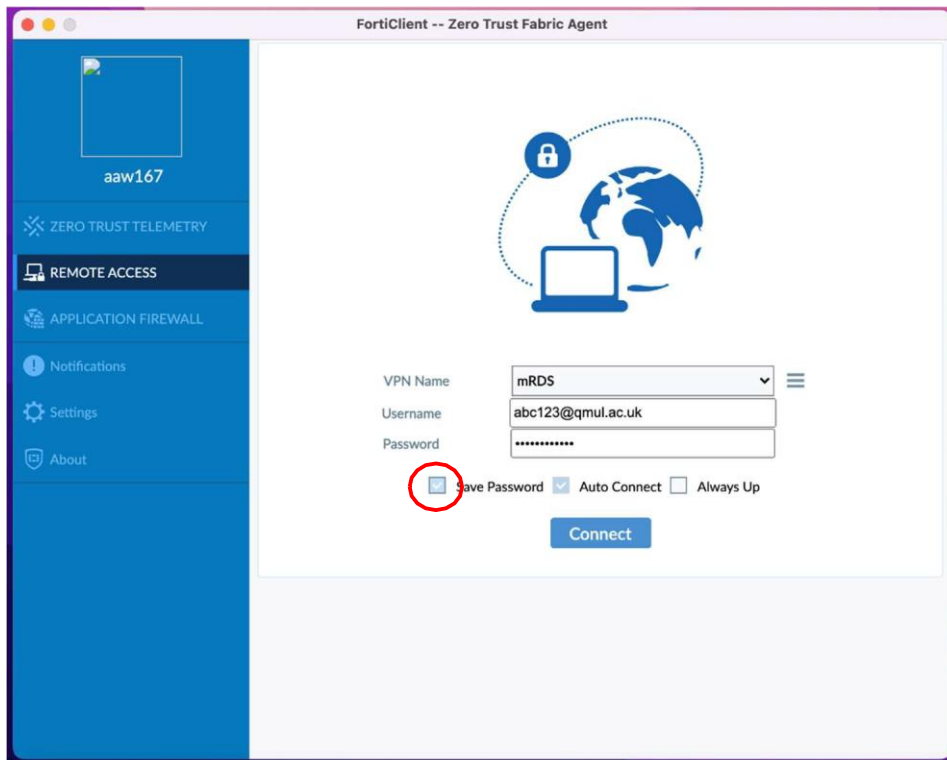 FortiClient -- Zero Trust Fabric Agent
aaw167
ZERO TRUST TELEMETRY
REMOTE ACCESS
APPLICATION FIREWALL
Notifications
Settings
About
VPN Name mRDS
Username abc123@qmul.ac.uk
Password ••••••••••••
Save Password Auto Connect Always Up
Connect